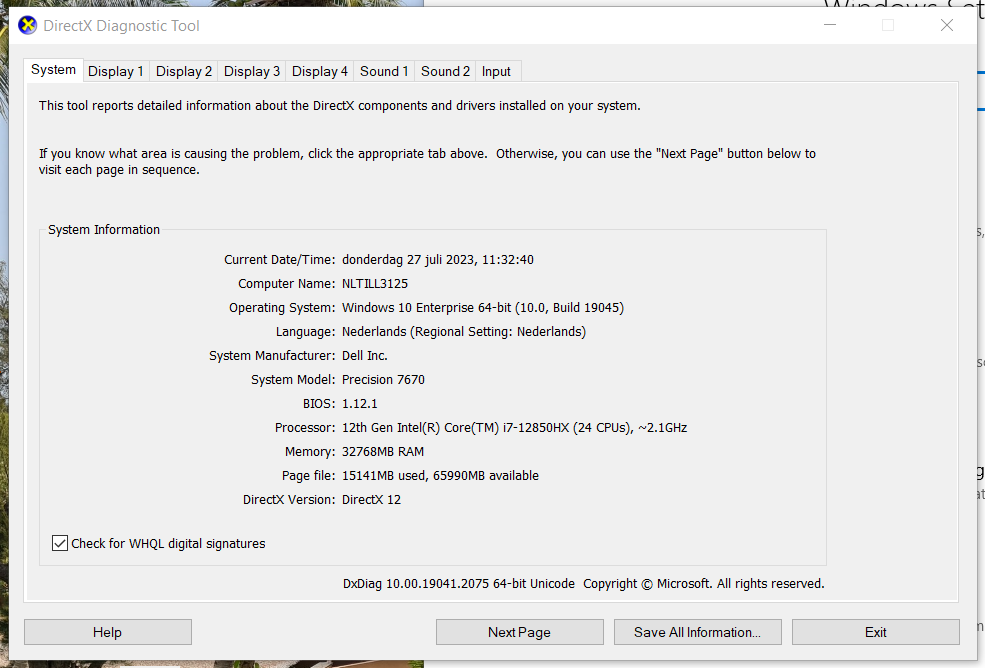 Windows Set
DirectX Diagnostic Tool
System Display 1 Display 2 Display 3 Display 4 Sound 1 Sound 2 Input
This tool reports detailed information about the DirectX components and drivers installed on your system.
If you know what area is causing the problem, click the appropriate tab above. Otherwise, you can use the "Next Page" button below to
visit each page in sequence.
System Information
Current Date/Time: donderdag 27 juli 2023, 11:32:40
Computer Name: NLTILL3125
Operating System: Windows 10 Enterprise 64-bit (10.0, Build 19045)
Language: Nederlands (Regional Setting: Nederlands)
System Manufacturer: Dell Inc.
System Model: Precision 7670
BIOS: 1.12.1
Processor: 12th Gen Intel(R) Core(TM) i7-12850HX (24 CPUs), ~2.1GHz
Memory: 32768MB RAM
Page file: 15141MB used, 65990MB available
DirectX Version: DirectX 12
Check for WHQL digital signatures
DxDiag 10.00.19041.2075 64-bit Unicode Copyright © Microsoft. All rights reserved.
Help Next Page Save All Information... Exit